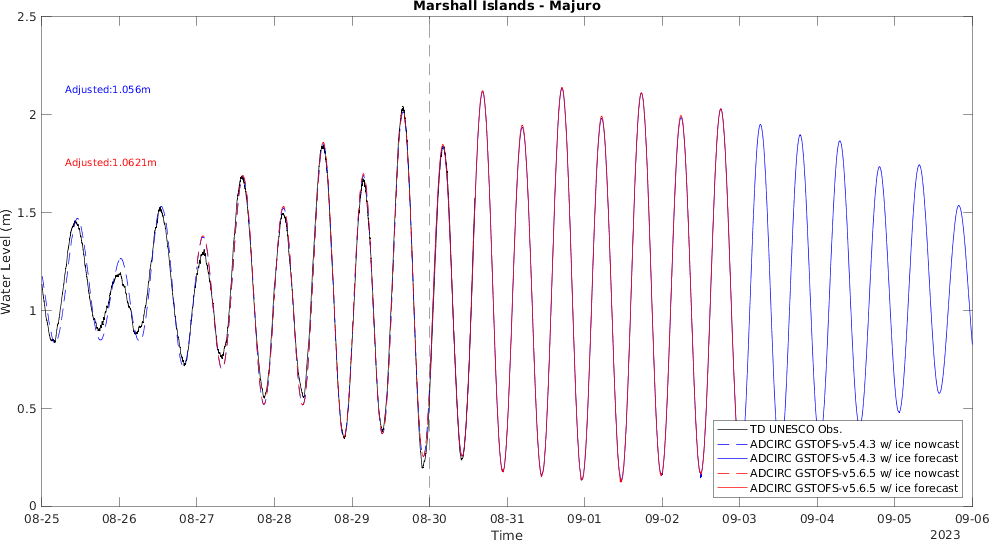 Marshall Islands - Majuro
Water Level (m)
2.5
2
1.5
1
0.5
0
Adjusted:1.056m
Adjusted:1.0621m
TD UNESCO Obs.
ADCIRC GSTOFS-v5.4.3 w/ ice nowcast
ADCIRC GSTOFS-v5.4.3 w/ ice forecast
ADCIRC GSTOFS-v5.6.5 w/ ice nowcast
ADCIRC GSTOFS-v5.6.5 w/ ice forecast
08-25 08-26 08-27 08-28 08-29 08-30 08-31 09-01 09-02 09-03 09-04 09-05 09-06
Time
2023